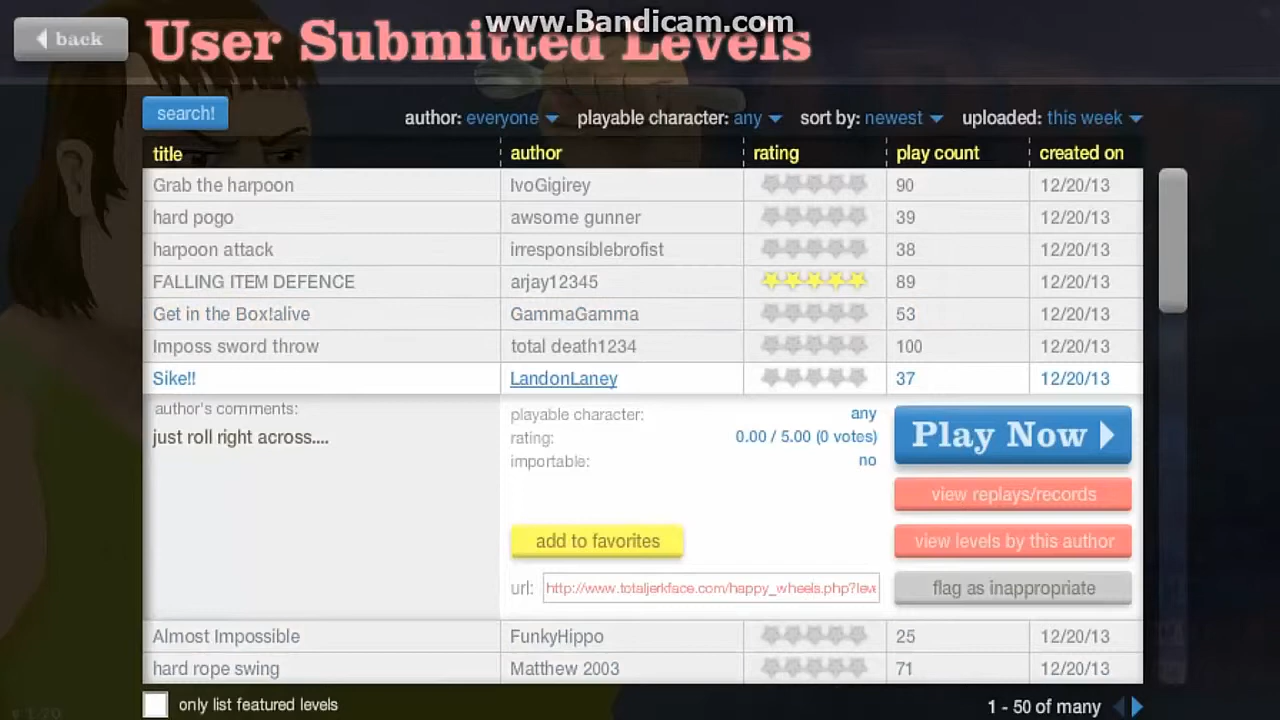 www.Bandicam.com
back
User Submitted Levels
search!
author: everyone playable character: any sort by: newest uploaded: this week
title author rating play count created on
Grab the harpoon IvoGigirey 90 12/20/13
hard pogo awsome gunner 39 12/20/13
harpoon attack irresponsiblebrofist 38 12/20/13
FALLING ITEM DEFENCE arjay12345 89 12/20/13
Get in the Box!alive GammaGamma 53 12/20/13
Imposs sword throw total death1234 100 12/20/13
Sike!! LandonLaney 37 12/20/13
author's comments:
just roll right across....
playable character: any
rating: 0.00 / 5.00 (0 votes)
importable: no
add to favorites
url: http://www.totaljerkface.com/happy_wheels.php?leve
Play Now
view replays/records
view levels by this author
flag as inappropriate
Almost Impossible FunkyHippo 25 12/20/13
hard rope swing Matthew 2003 71 12/20/13
only list featured levels
1 - 50 of many